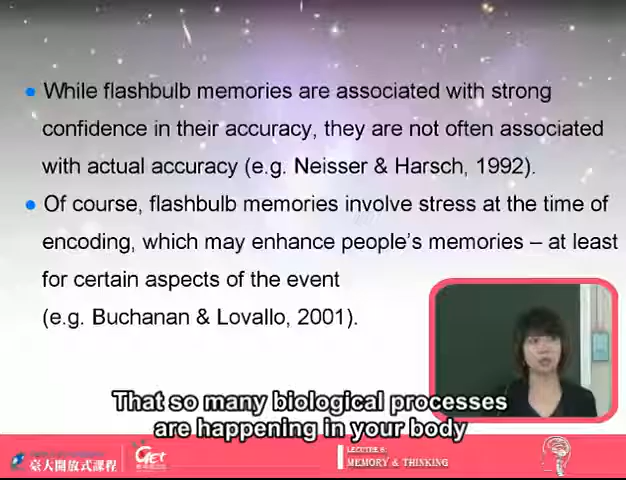 While flashbulb memories are associated with strong
confidence in their accuracy, they are not often associated
with actual accuracy (e.g. Neisser & Harsch, 1992).
Of course, flashbulb memories involve stress at the time of
encoding, which may enhance people's memories – at least
for certain aspects of the event
(e.g. Buchanan & Lovallo, 2001).
That so many biological processes
are happening in your body
臺大開放式課程
GET
LECTURE 6:
MEMORY & THINKING